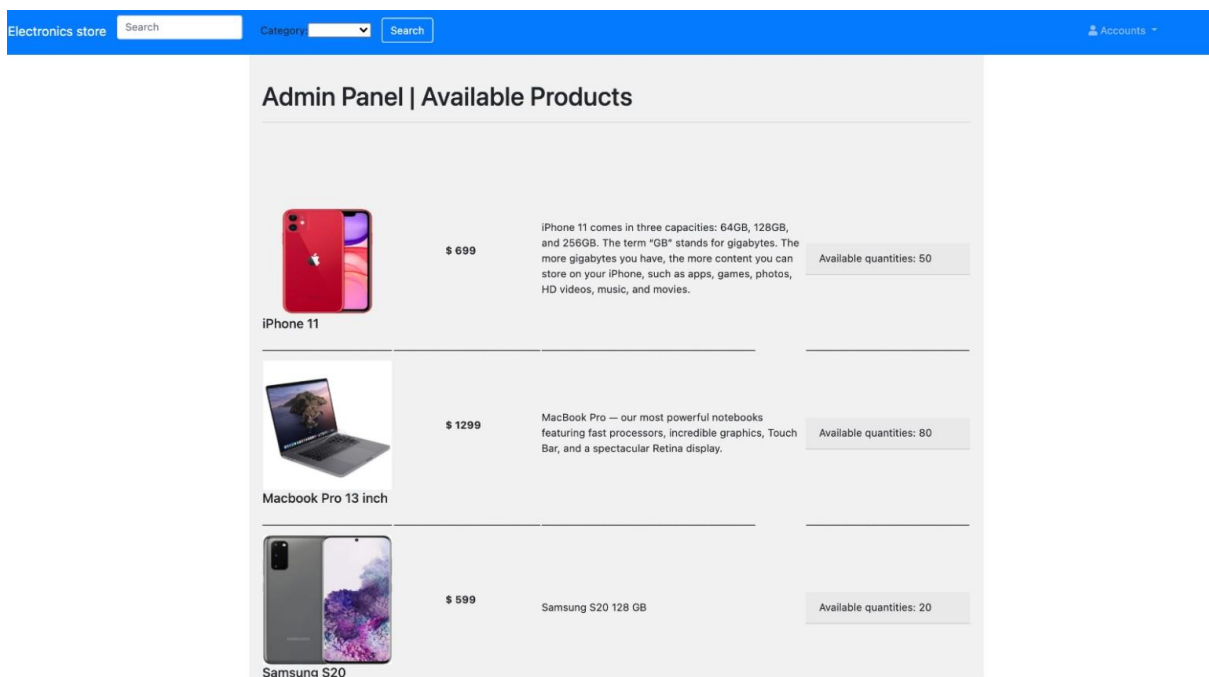 Electronics store Search Category: Search Accounts
Admin Panel | Available Products
iPhone 11 comes in three capacities: 64GB, 128GB,
and 256GB. The term "GB" stands for gigabytes. The
$ 699
more gigabytes you have, the more content you can
Available quantities: 50
store on your iPhone, such as apps, games, photos,
HD videos, music, and movies.
iPhone 11
MacBook Pro — our most powerful notebooks
$ 1299
featuring fast processors, incredible graphics, Touch
Available quantities: 80
Bar, and a spectacular Retina display.
Macbook Pro 13 inch
$ 599
Samsung S20 128 GB
Available quantities: 20
Samsung S20